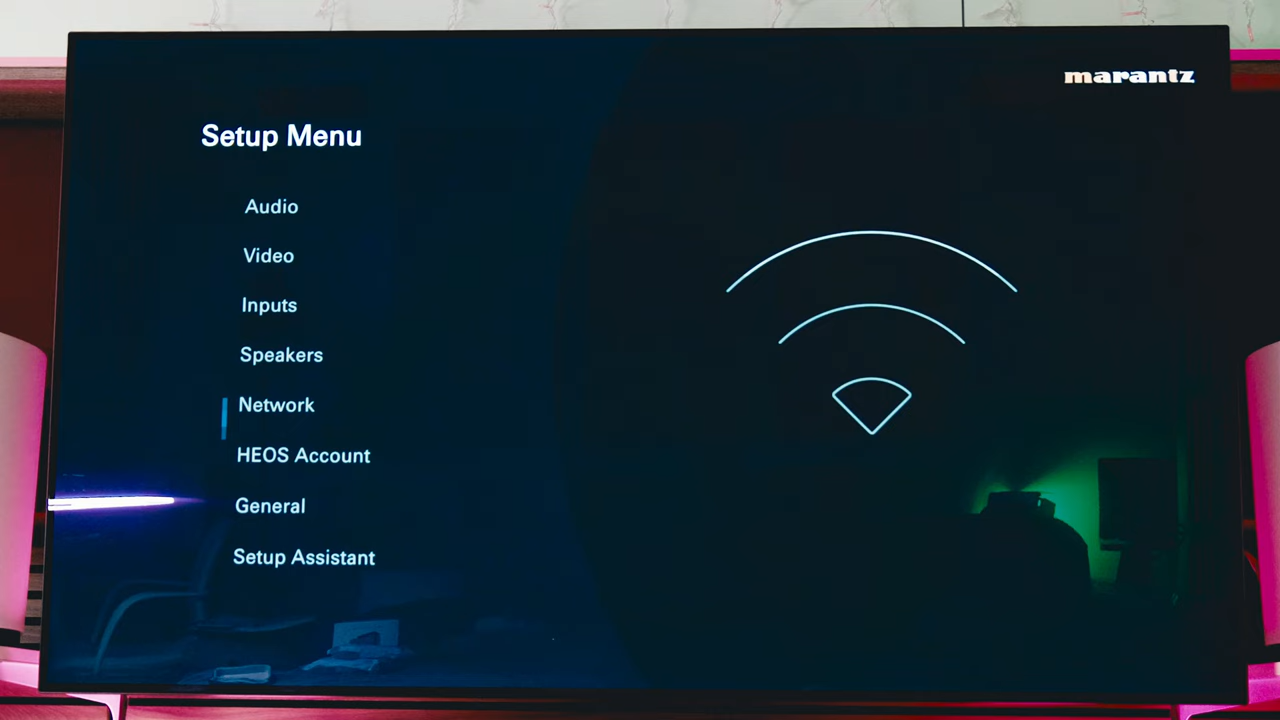 marantz
Setup Menu
Audio
Video
Inputs
Speakers
Network
HEOS Account
General
Setup Assistant